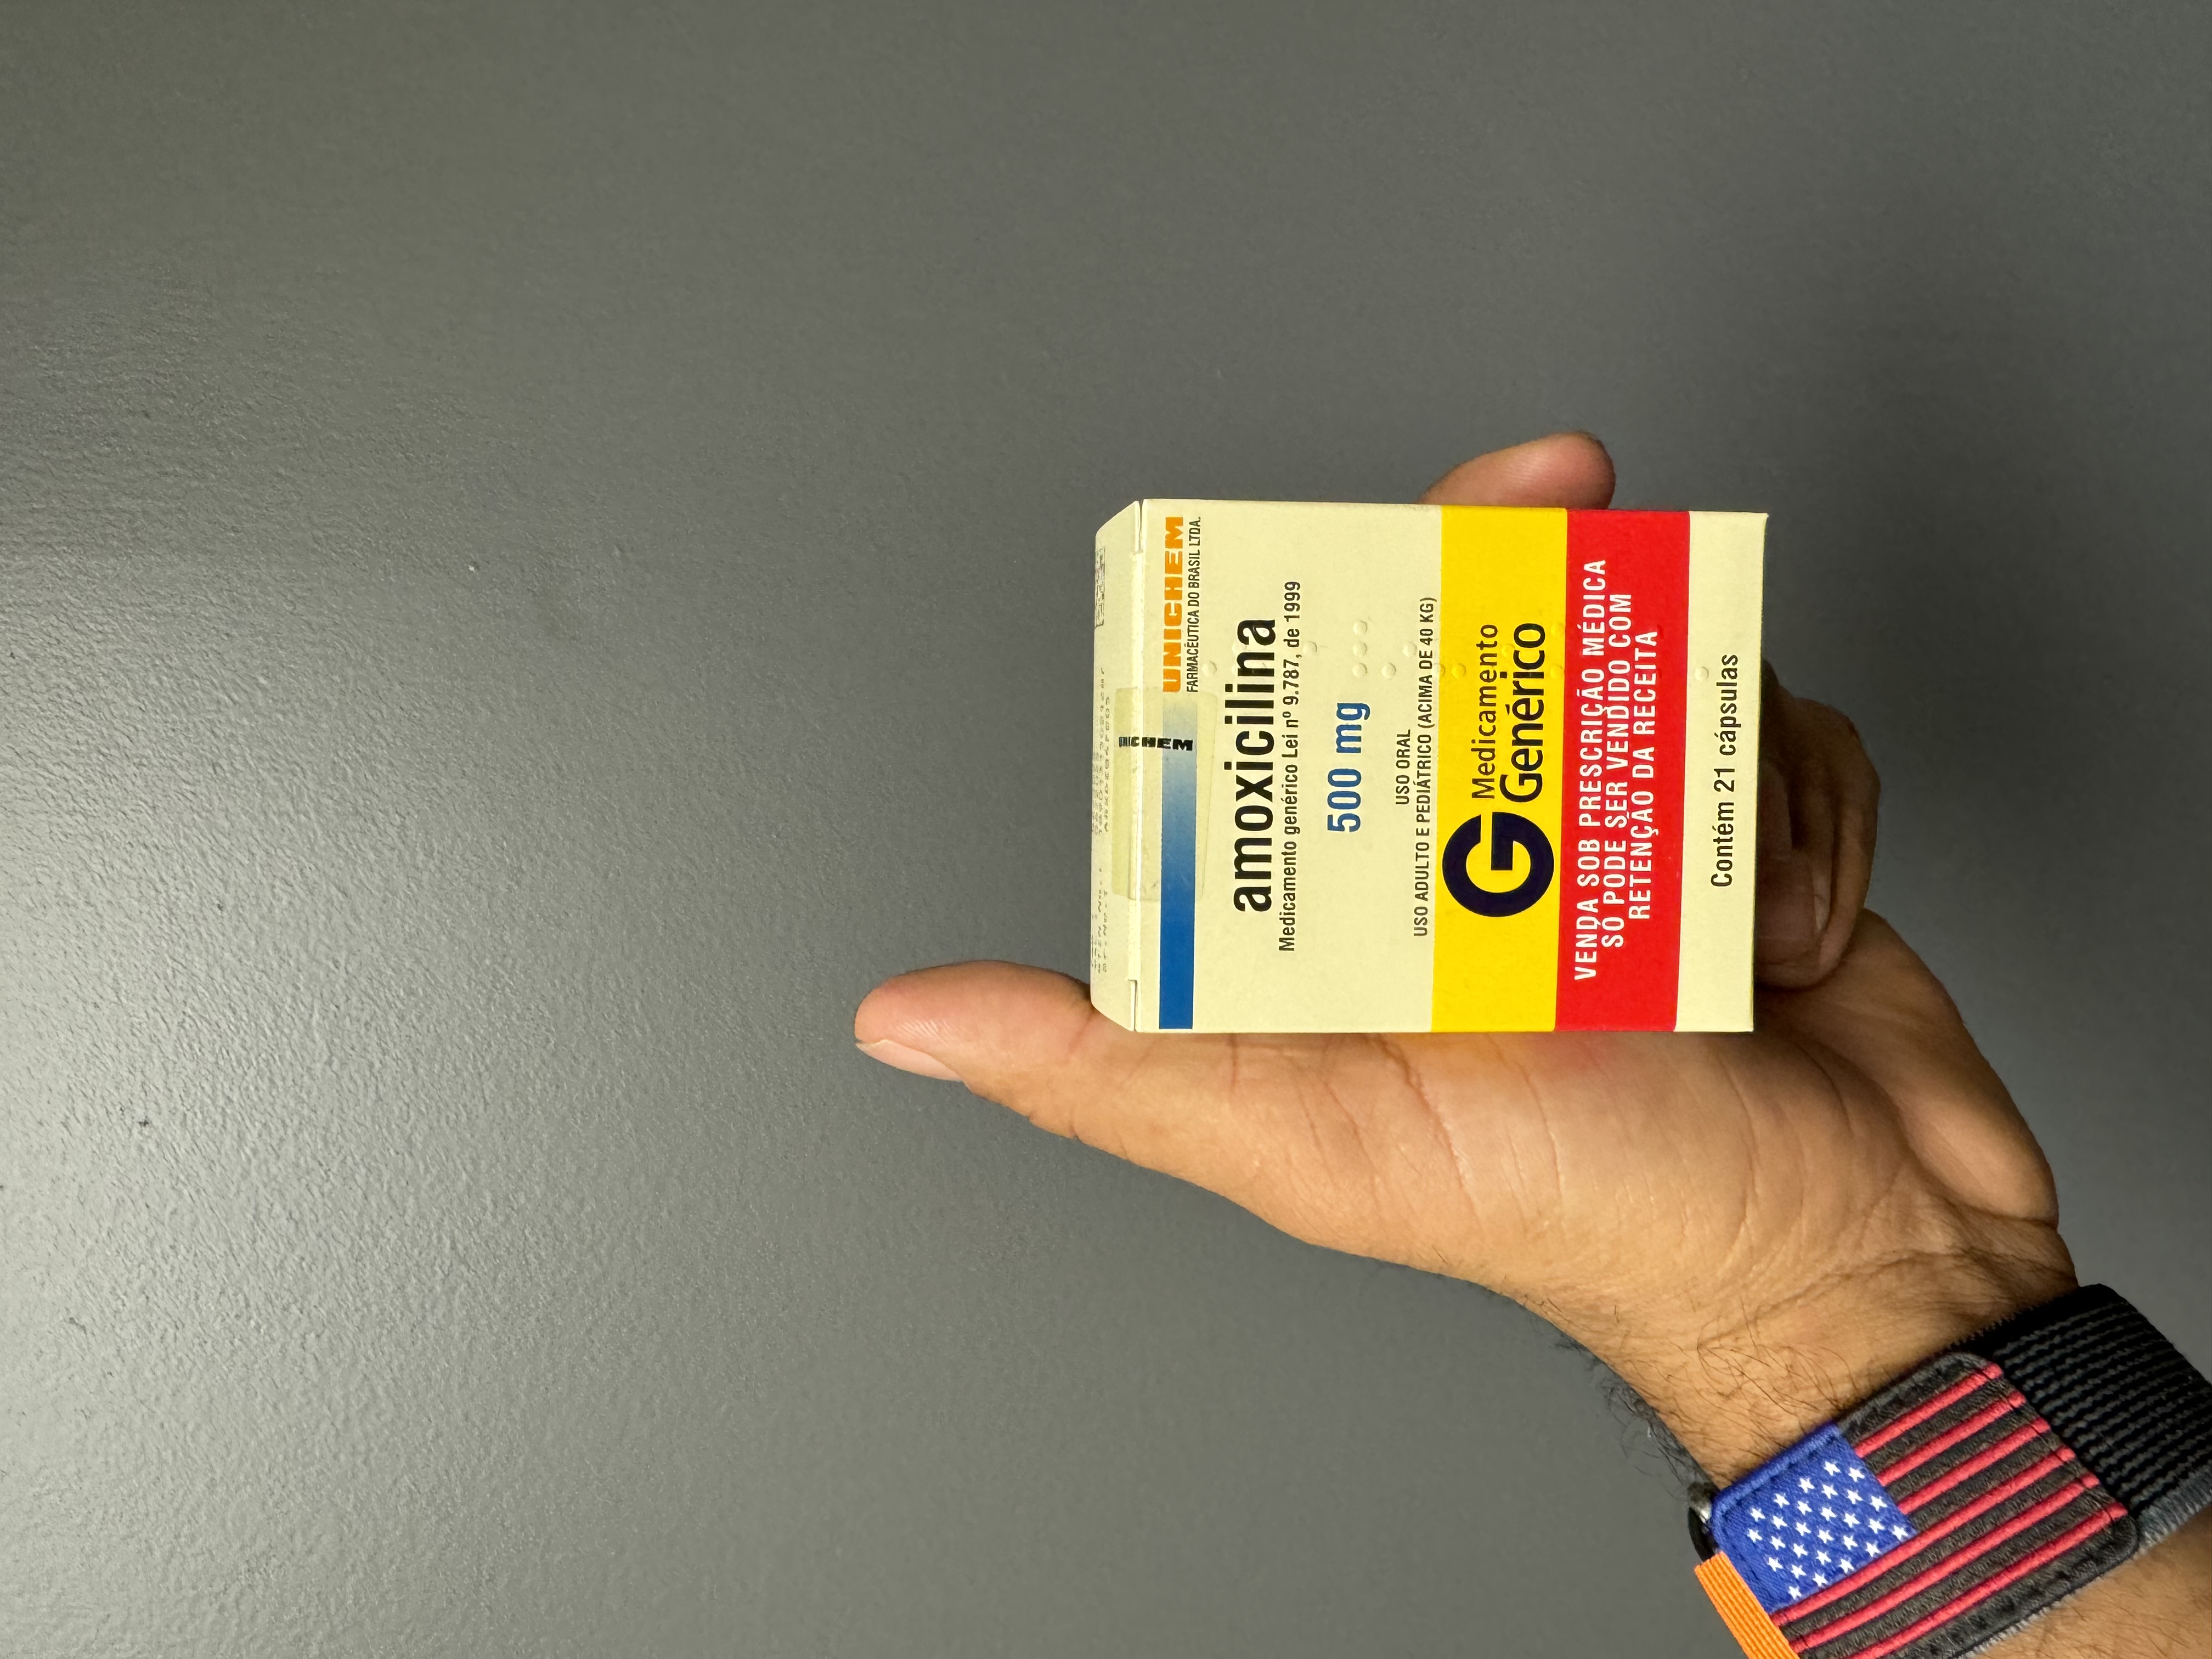 UNICHEM
UNICHEM
FARMACÊUTICA DO BRASIL LTDA.
amoxicilina
Medicamento genérico Lei nº 9.787, de 1999
500 mg
USO ORAL
USO ADULTO E PEDIÁTRICO (ACIMA DE 40 KG)
G Medicamento
Genérico
VENDA SOB PRESCRIÇÃO MÉDICA
SÓ PODE SER VENDIDO COM
RETENÇÃO DA RECEITA
Contém 21 cápsulas